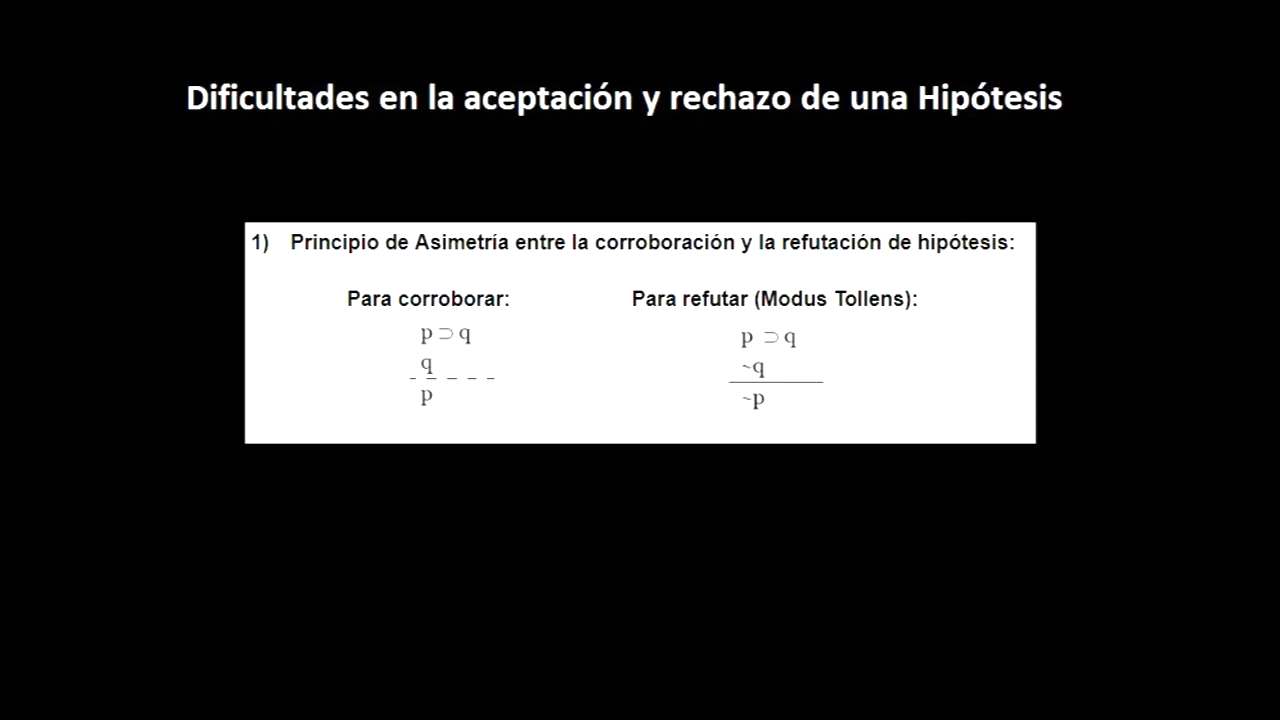 Dificultades en la aceptación y rechazo de una Hipótesis
1) Principio de Asimetría entre la corroboración y la refutación de hipótesis:
Para corroborar: Para refutar (Modus Tollens):
p ⊃ q p ⊃ q
q ~q
p ~p